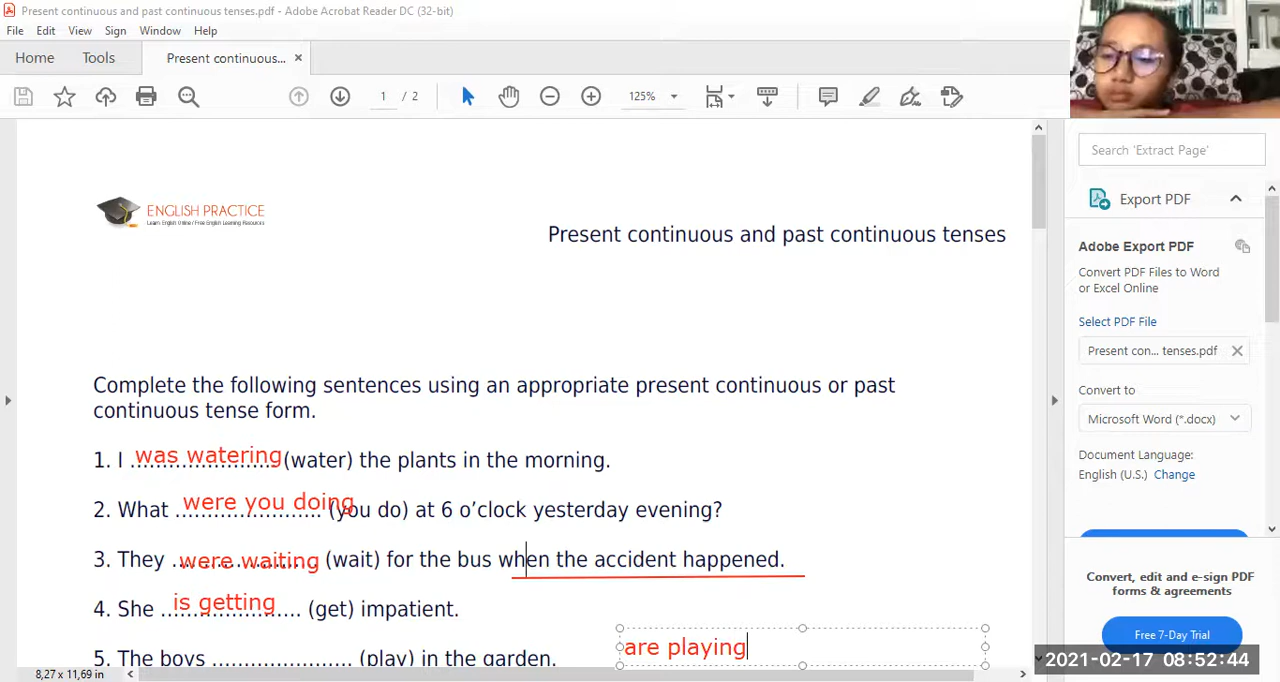 Present continuous and past continuous tenses.pdf - Adobe Acrobat Reader DC (32-bit)
File Edit View Sign Window Help
Home Tools Present continuous... ×
1 / 2 125%
Search 'Extract Page'
Export PDF
ENGLISH PRACTICE
Learn English Online / Free English Learning Resources
Present continuous and past continuous tenses
Adobe Export PDF
Convert PDF Files to Word
or Excel Online
Select PDF File
Present con... tenses.pdf
Convert to
Microsoft Word (*.docx)
Document Language:
English (U.S.) Change
Complete the following sentences using an appropriate present continuous or past
continuous tense form.
1. I was watering (water) the plants in the morning.
2. What were you doing (you do) at 6 o’clock yesterday evening?
3. They were waiting (wait) for the bus when the accident happened.
4. She is getting (get) impatient.
5. The boys ...................... (play) in the garden. are playing
Convert, edit and e-sign PDF
forms & agreements
Free 7-Day Trial
8,27 x 11,69 in
2021-02-17 08:52:44